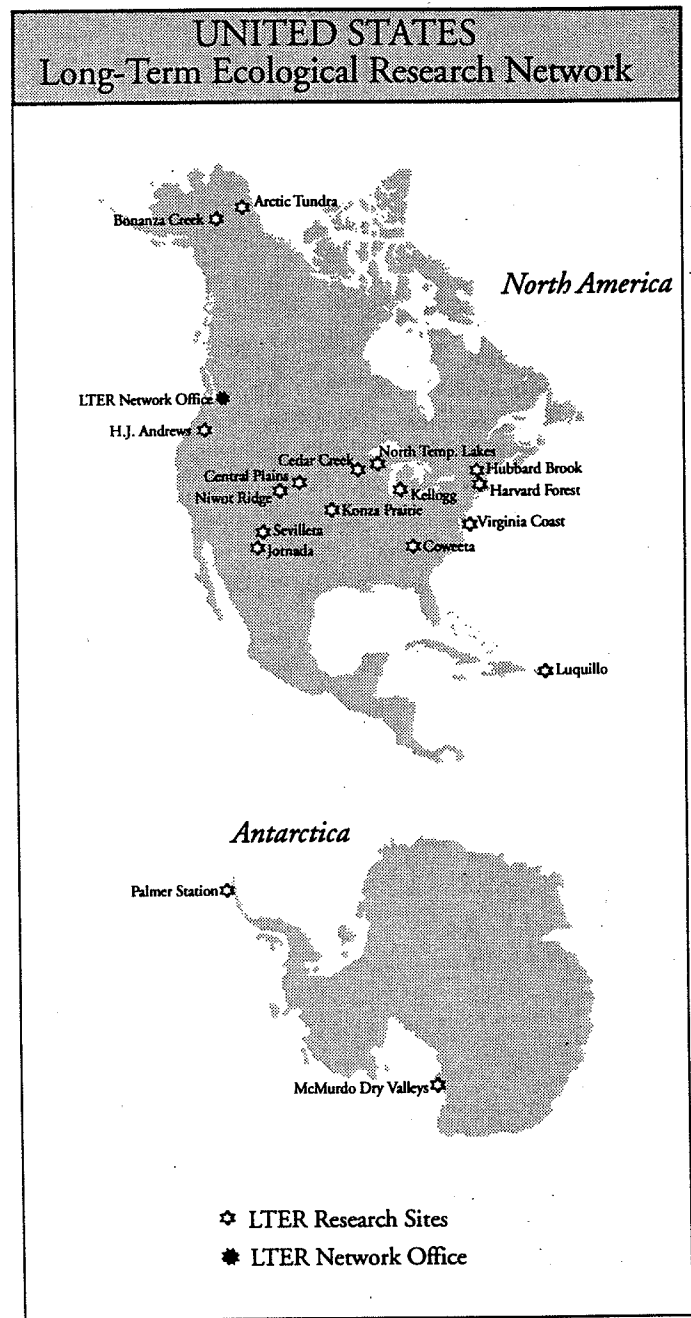 UNITED STATES
Long-Term Ecological Research Network
Arctic Tundra
Bonanza Creek
North America
LTER Network Office
H.J. Andrews
North Temp. Lakes
Cedar Creek
Hubbard Brook
Central Plains
Harvard Forest
Niwot Ridge
Kellogg
Konza Prairie
Virginia Coast
Sevilleta
Jornada
Coweeta
Luquillo
Antarctica
Palmer Station
McMurdo Dry Valleys
LTER Research Sites
LTER Network Office